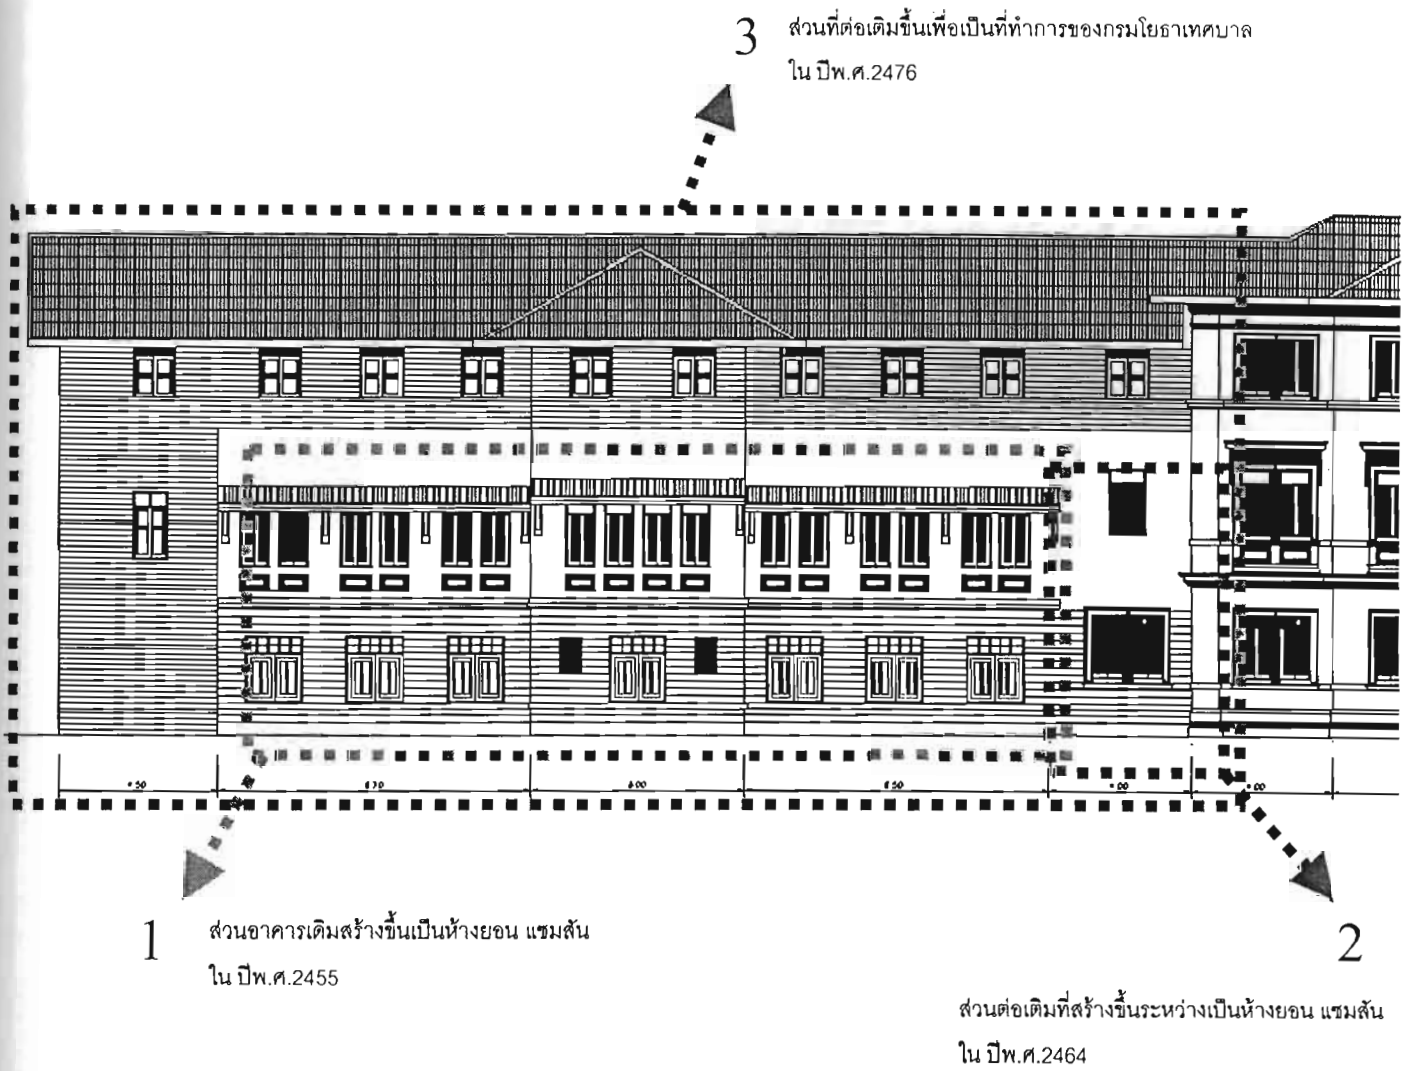 3 ส่วนที่ต่อเติมขึ้นเพื่อเป็นที่ทำการของกรมโยธาเทศบาล
ใน ปีพ.ศ.2476
1 ส่วนอาคารเดิมสร้างขึ้นเป็นห้างยอน แซมสัน
ใน ปีพ.ศ.2455
2
ส่วนต่อเติมที่สร้างขึ้นระหว่างเป็นห้างยอน แซมสัน
ใน ปีพ.ศ.2464